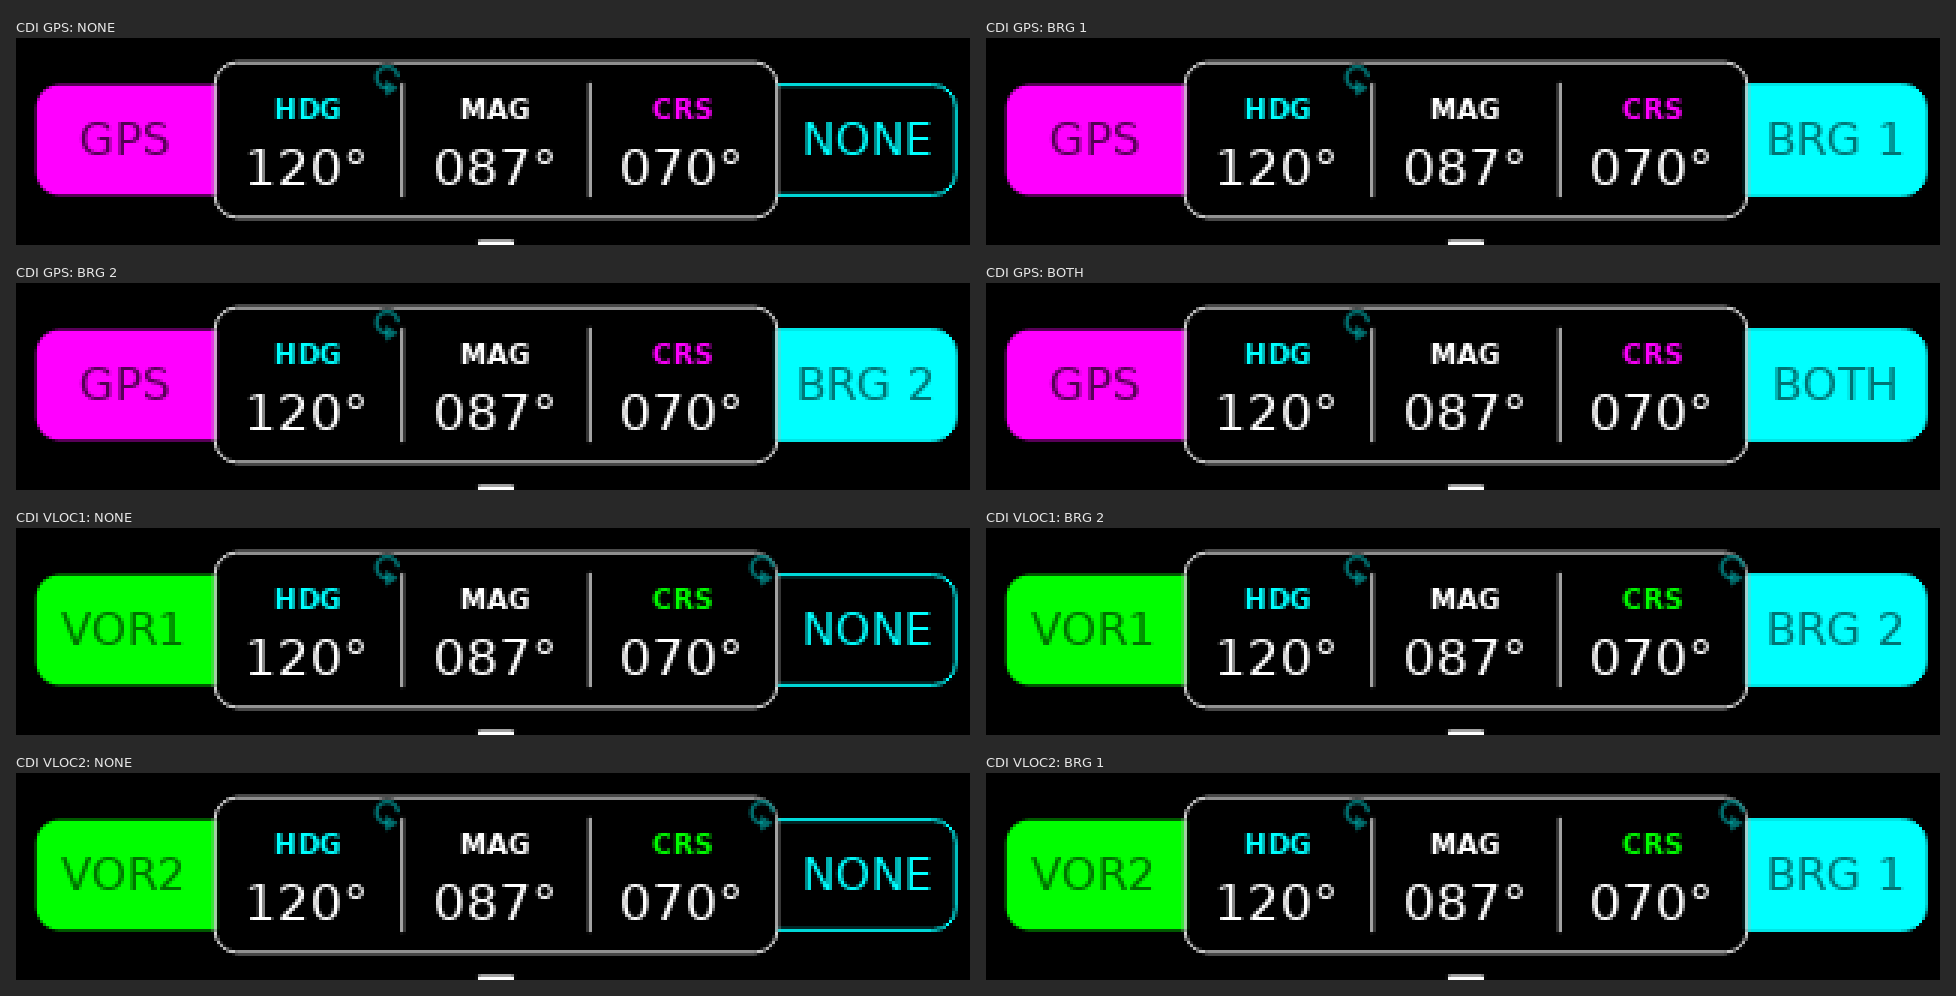 CDI GPS: NONE
GPS HDG MAG CRS NONE
120° 087° 070°
CDI GPS: BRG 1
GPS HDG MAG CRS BRG 1
120° 087° 070°
CDI GPS: BRG 2
GPS HDG MAG CRS BRG 2
120° 087° 070°
CDI GPS: BOTH
GPS HDG MAG CRS BOTH
120° 087° 070°
CDI VLOC1: NONE
VOR1 HDG MAG CRS NONE
120° 087° 070°
CDI VLOC1: BRG 2
VOR1 HDG MAG CRS BRG 2
120° 087° 070°
CDI VLOC2: NONE
VOR2 HDG MAG CRS NONE
120° 087° 070°
CDI VLOC2: BRG 1
VOR2 HDG MAG CRS BRG 1
120° 087° 070°